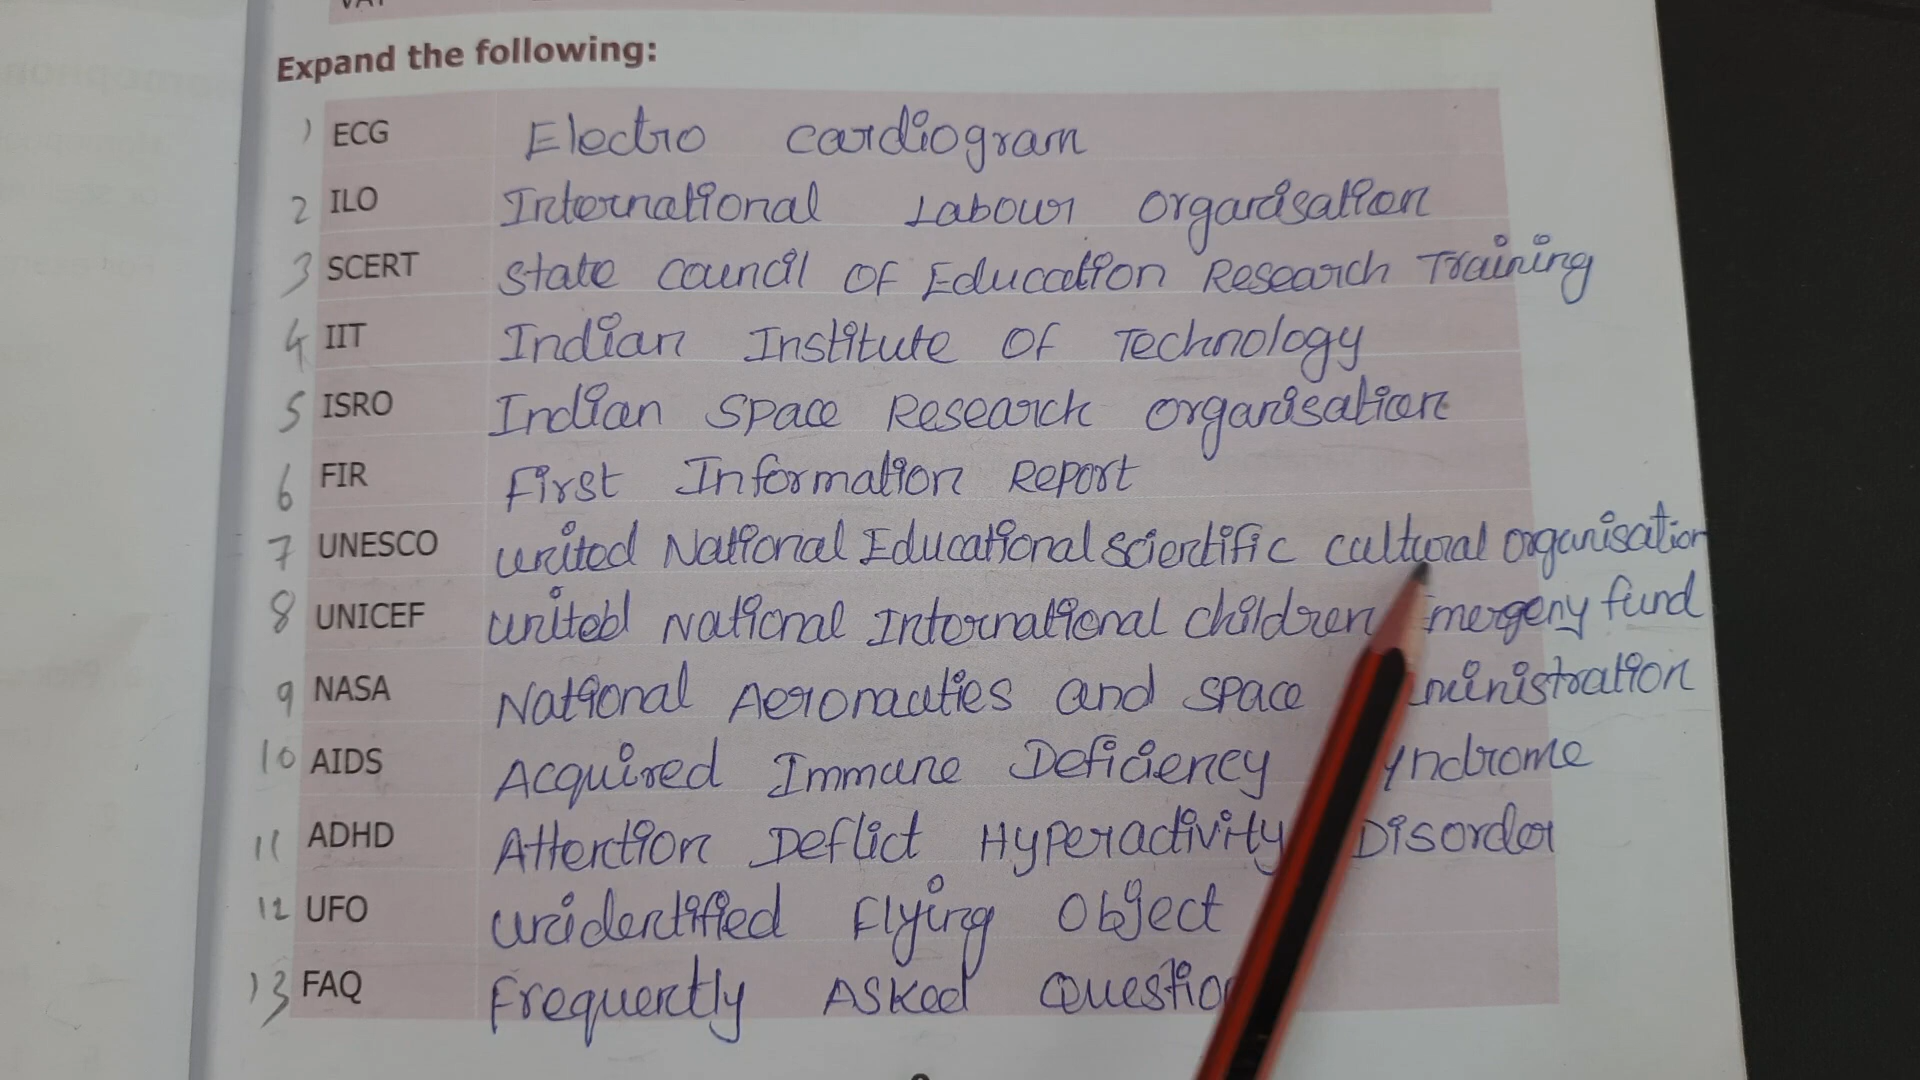 VAT
Expand the following:
1) ECG Electro cardiogram
2 ILO International Labour organisation
3 SCERT State council of Education Research Training
4 IIT Indian Institute of Technology
5 ISRO Indian Space Research organisation
6 FIR First Information Report
7 UNESCO united National Educational scientific cultural organisation
8 UNICEF united National International children Emergeny fund
9 NASA National Aeronauties and space ministration
10 AIDS Acquired Immune Deficiency yndrome
11 ADHD Attention Deflict Hyperactivity Disorder
12 UFO unidentified Flying Object
13 FAQ Frequently Asked Question